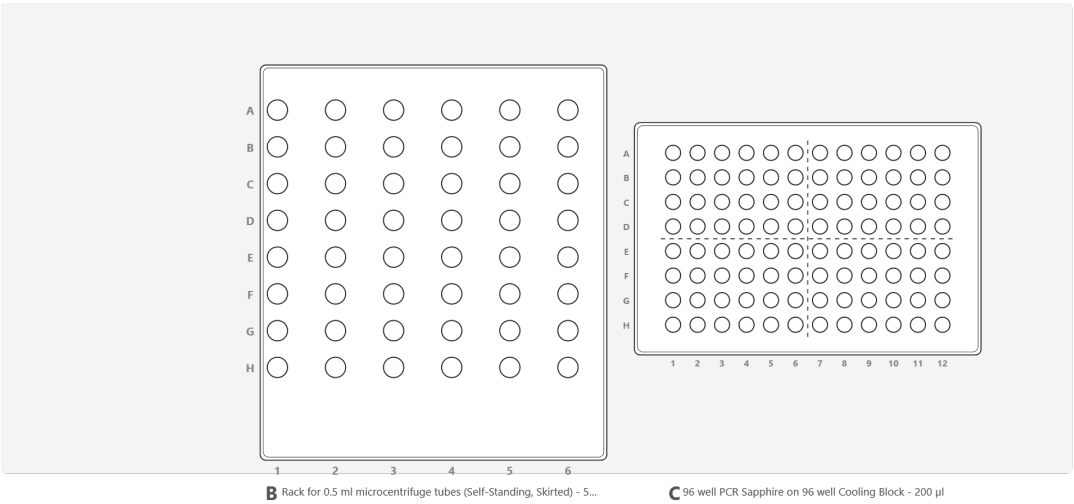 A
B
C
D
E
F
G
H
1 2 3 4 5 6
B Rack for 0.5 ml microcentrifuge tubes (Self-Standing, Skirted) - 5...
A
B
C
D
E
F
G
H
1 2 3 4 5 6 7 8 9 10 11 12
C 96 well PCR Sapphire on 96 well Cooling Block - 200 µl